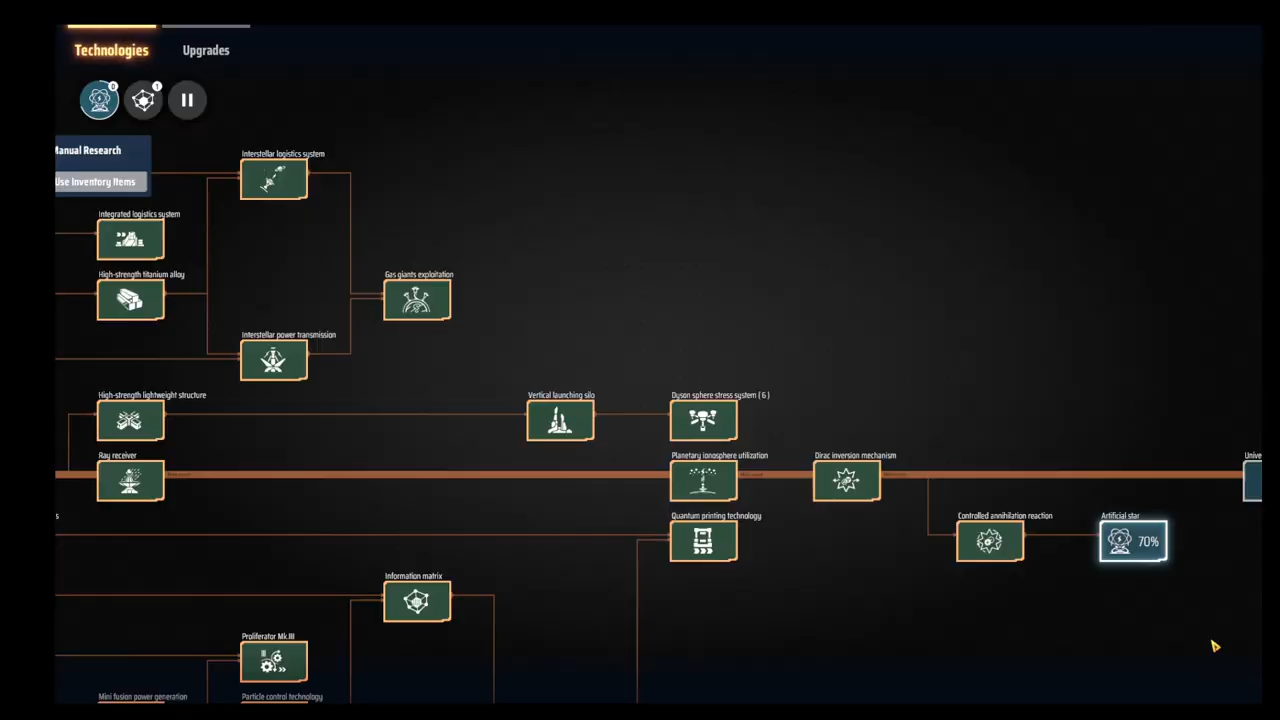 Technologies
Upgrades
0
1
Manual Research
Use Inventory Items
Interstellar logistics system
Integrated logistics system
High-strength titanium alloy
Gas giants exploitation
Interstellar power transmission
High-strength lightweight structure
Vertical launching silo
Dyson sphere stress system ( 6 )
Ray receiver
Planetary ionosphere utilization
Dirac inversion mechanism
Unive
s
Quantum printing technology
Controlled annihilation reaction
Artificial star
70%
Information matrix
Proliferator Mk.III
Mini fusion power generation
Particle control technology